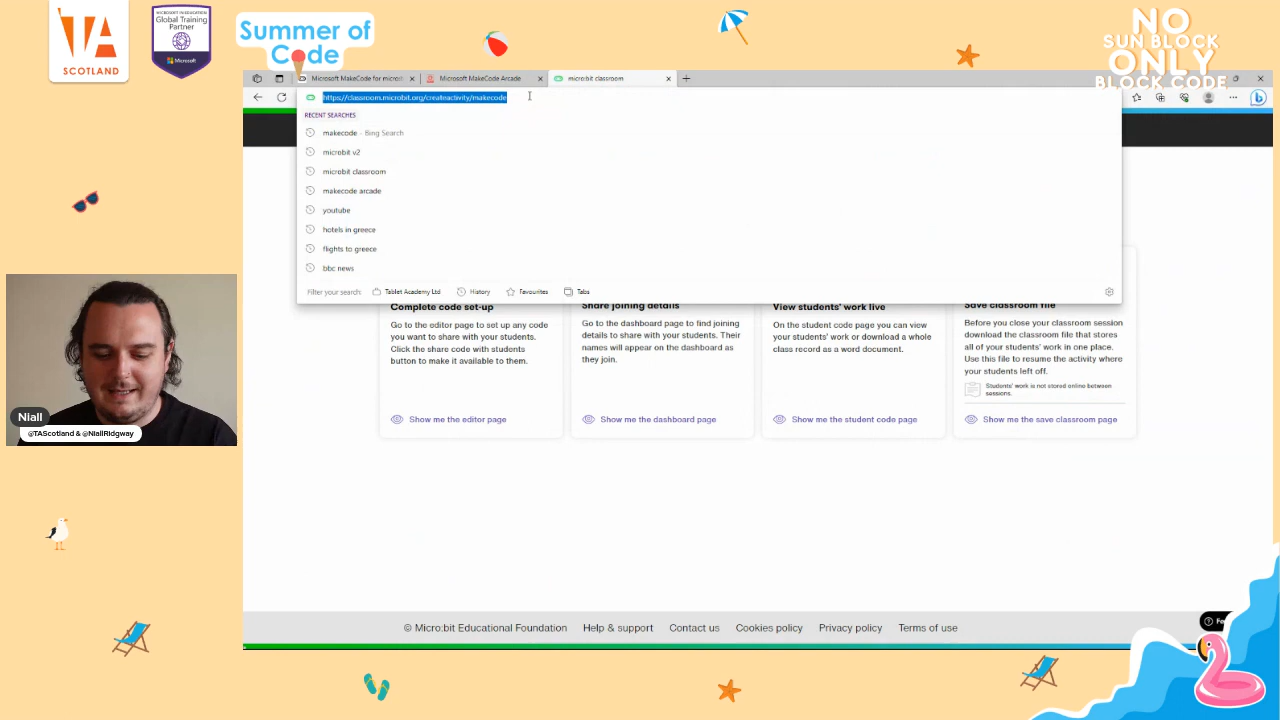 TA
SCOTLAND
MICROSOFT IN EDUCATION
Global Training
Partner
Microsoft
Summer of
Code
NO
SUN BLOCK
ONLY
BLOCK CODE
Microsoft MakeCode for micro:
Microsoft MakeCode Arcade
micro:bit classroom
https://classroom.microbit.org/createactivity/makecode
RECENT SEARCHES
makecode - Bing Search
microbit v2
microbit classroom
makecode arcade
youtube
hotels in greece
flights to greece
bbc news
Filter your search:
Tablet Academy Ltd
History
Favourites
Tabs
Complete code set-up
Go to the editor page to set up any code
you want to share with your students.
Click the share code with students
button to make it available to them.
Show me the editor page
Share joining details
Go to the dashboard page to find joining
details to share with your students. Their
names will appear on the dashboard as
they join.
Show me the dashboard page
View students' work live
On the student code page you can view
your students' work or download a whole
class record as a word document.
Show me the student code page
Save classroom file
Before you close your classroom session
download the classroom file that stores
all of your students' work in one place.
Use this file to resume the activity where
your students left off.
Students' work is not stored online between
sessions.
Show me the save classroom page
Niall
@TAScotland & @NiallRidgway
© Micro:bit Educational Foundation
Help & support
Contact us
Cookies policy
Privacy policy
Terms of use